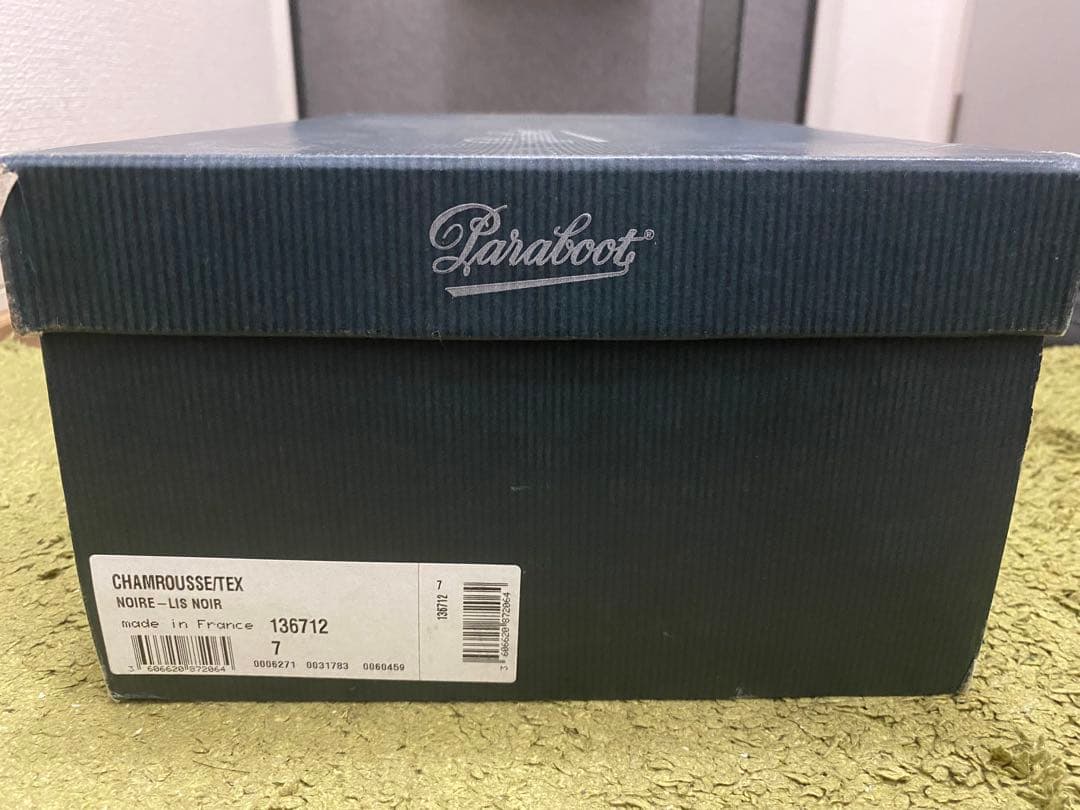 Paraboot®
CHAMROUSSE/TEX
NOIRE-LIS NOIR
made in France 136712
7
3 606620 872064
0006271 0031783 0060459
7
136712
3 606620 872064